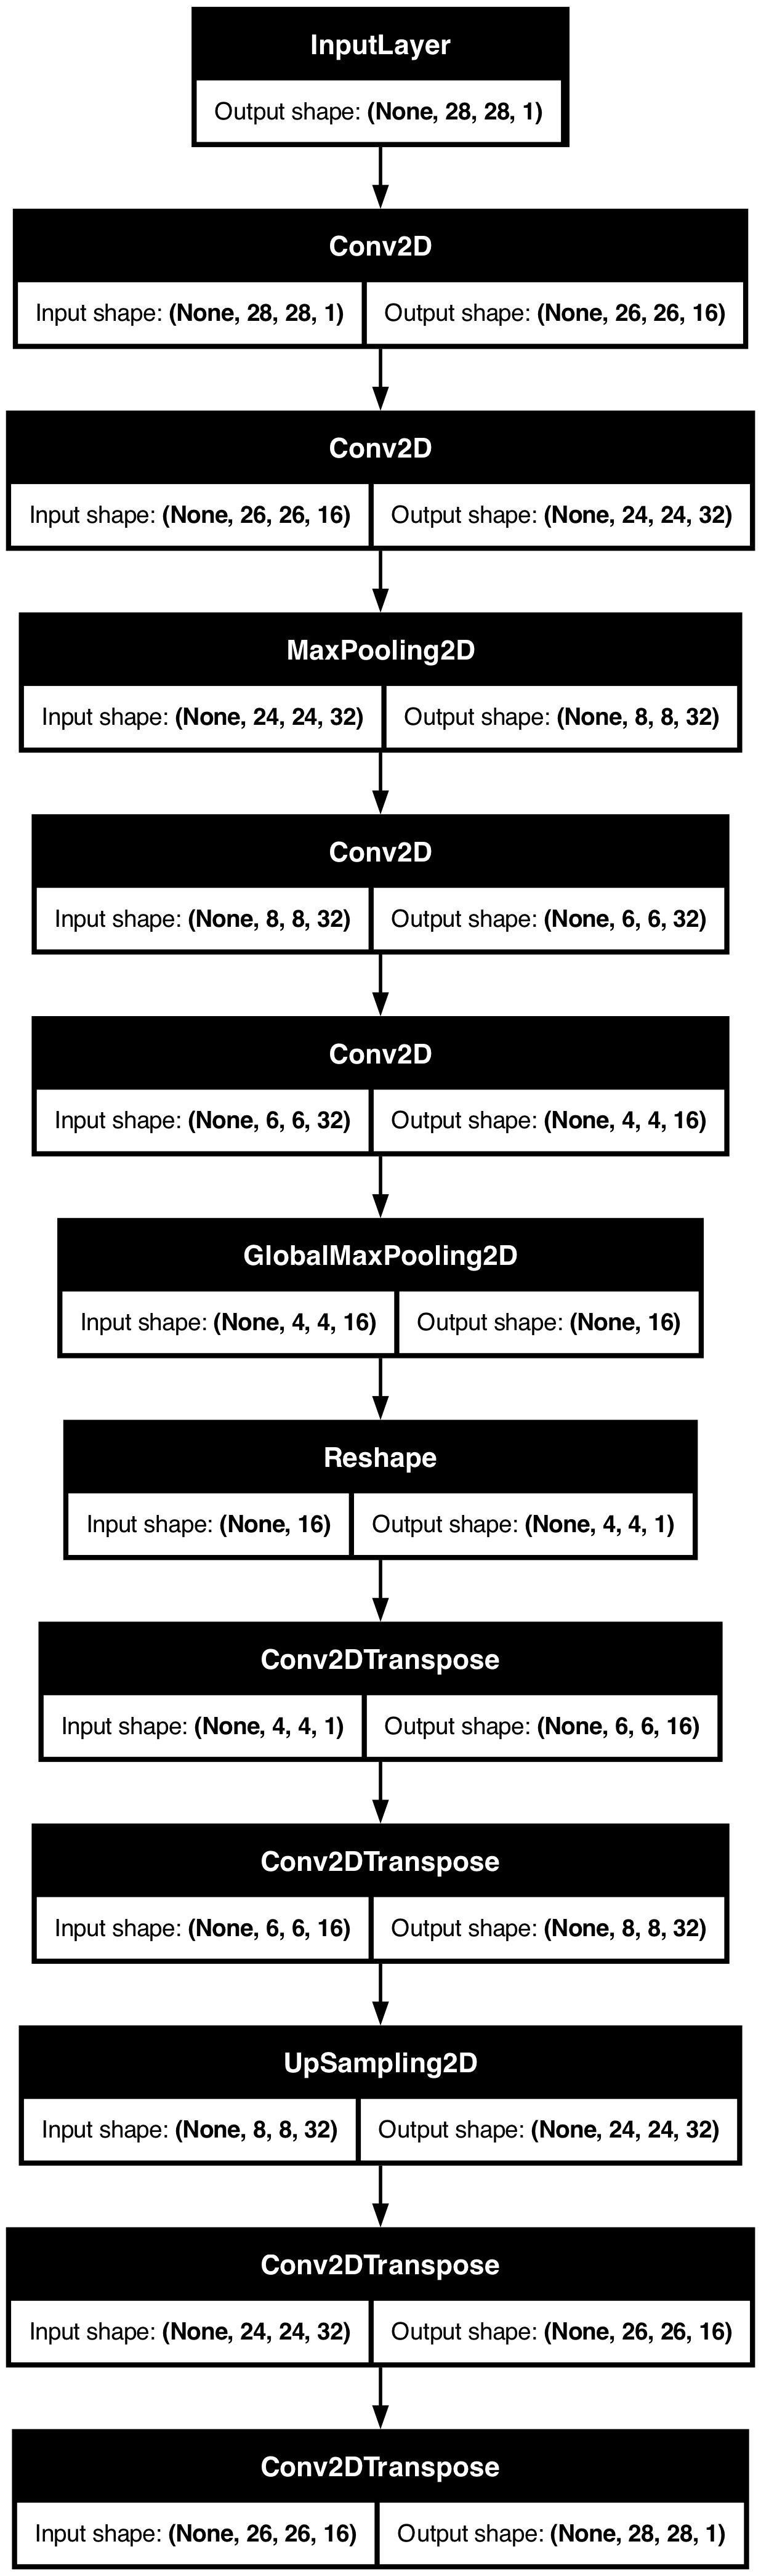 InputLayer
Output shape: (None, 28, 28, 1)
Conv2D
Input shape: (None, 28, 28, 1) Output shape: (None, 26, 26, 16)
Conv2D
Input shape: (None, 26, 26, 16) Output shape: (None, 24, 24, 32)
MaxPooling2D
Input shape: (None, 24, 24, 32) Output shape: (None, 8, 8, 32)
Conv2D
Input shape: (None, 8, 8, 32) Output shape: (None, 6, 6, 32)
Conv2D
Input shape: (None, 6, 6, 32) Output shape: (None, 4, 4, 16)
GlobalMaxPooling2D
Input shape: (None, 4, 4, 16) Output shape: (None, 16)
Reshape
Input shape: (None, 16) Output shape: (None, 4, 4, 1)
Conv2DTranspose
Input shape: (None, 4, 4, 1) Output shape: (None, 6, 6, 16)
Conv2DTranspose
Input shape: (None, 6, 6, 16) Output shape: (None, 8, 8, 32)
UpSampling2D
Input shape: (None, 8, 8, 32) Output shape: (None, 24, 24, 32)
Conv2DTranspose
Input shape: (None, 24, 24, 32) Output shape: (None, 26, 26, 16)
Conv2DTranspose
Input shape: (None, 26, 26, 16) Output shape: (None, 28, 28, 1)